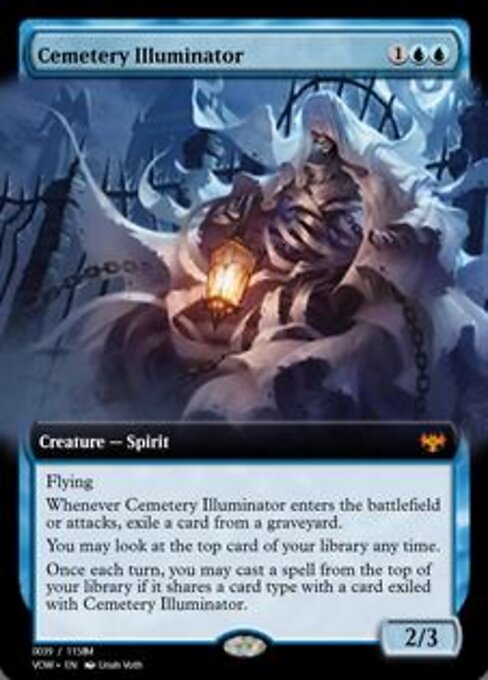 Cemetery Illuminator 1
Creature — Spirit
Flying
Whenever Cemetery Illuminator enters the battlefield
or attacks, exile a card from a graveyard.
You may look at the top card of your library any time.
Once each turn, you may cast a spell from the top of
your library if it shares a card type with a card exiled
with Cemetery Illuminator.
2/3
VOW • EN Uriah Voth